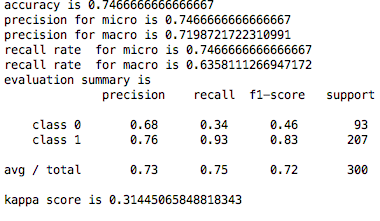 accuracy is 0.7466666666666667
precision for micro is 0.7466666666666667
precision for macro is 0.7198721722310991
recall rate  for micro is 0.7466666666666667
recall rate  for macro is 0.6358111266947172
evaluation summary is
             precision    recall  f1-score   support
    class 0       0.68      0.34      0.46        93
    class 1       0.76      0.93      0.83       207
avg / total       0.73      0.75      0.72       300
kappa score is 0.31445065848818343